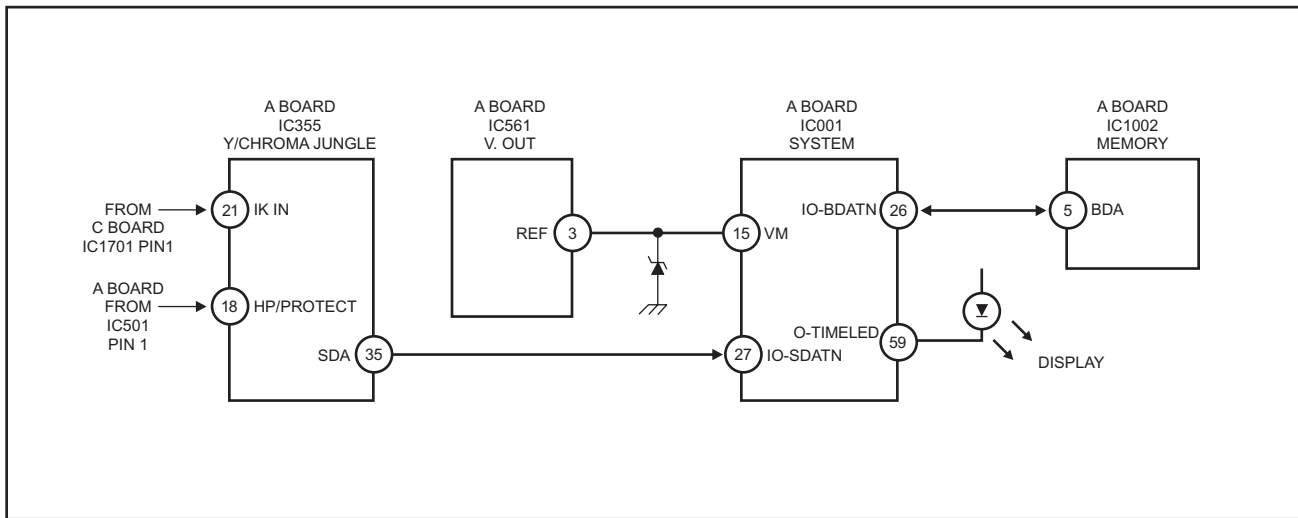 A BOARD
IC355
Y/CHROMA JUNGLE
A BOARD
IC561
V. OUT
A BOARD
IC001
SYSTEM
A BOARD
IC1002
MEMORY
FROM
C BOARD
IC1701 PIN1
21
IK IN
A BOARD
FROM
IC501
PIN 1
18
HP/PROTECT
SDA
35
REF
3
15
VM
27
IO-SDATN
IO-BDATN
26
O-TIMELED
59
5
BDA
DISPLAY